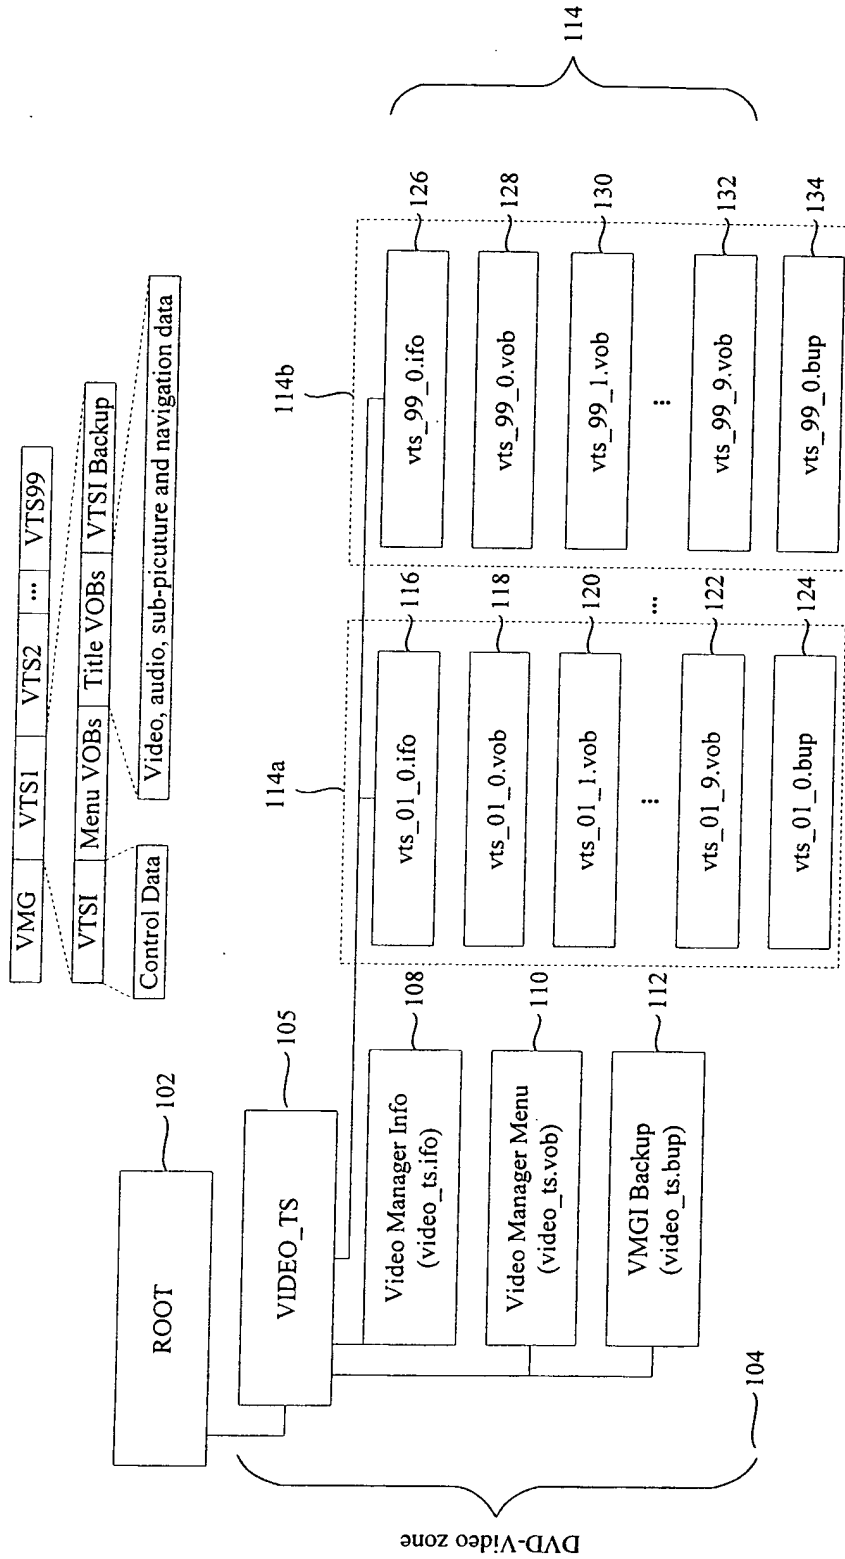 VMG VTS1 VTS2 ... VTS99
VTSI Menu VOBs Title VOBs VTSI Backup
Control Data Video, audio, sub-picuture and navigation data
ROOT
102
VIDEO_TS
105
Video Manager Info
(video_ts.ifo)
108
Video Manager Menu
(video_ts.vob)
110
VMGI Backup
(video_ts.bup)
112
DVD-Video zone
104
114a
vts_01_0.ifo
116
vts_01_0.vob
118
vts_01_1.vob
120
...
vts_01_9.vob
122
vts_01_0.bup
124
...
114b
vts_99_0.ifo
126
vts_99_0.vob
128
vts_99_1.vob
130
...
vts_99_9.vob
132
vts_99_0.bup
134
114